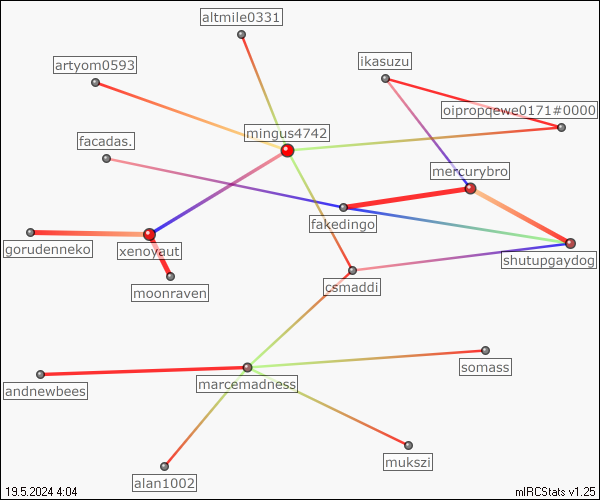 altmile0331
artyom0593
ikasuzu
oipropqewe0171#0000
mingus4742
facadas.
mercurybro
fakedingo
gorudenneko
xenoyaut
shutupgaydog
moonraven
csmaddi
somass
marcemadness
andnewbees
mukszi
alan1002
19.5.2024 4:04
mIRCStats v1.25